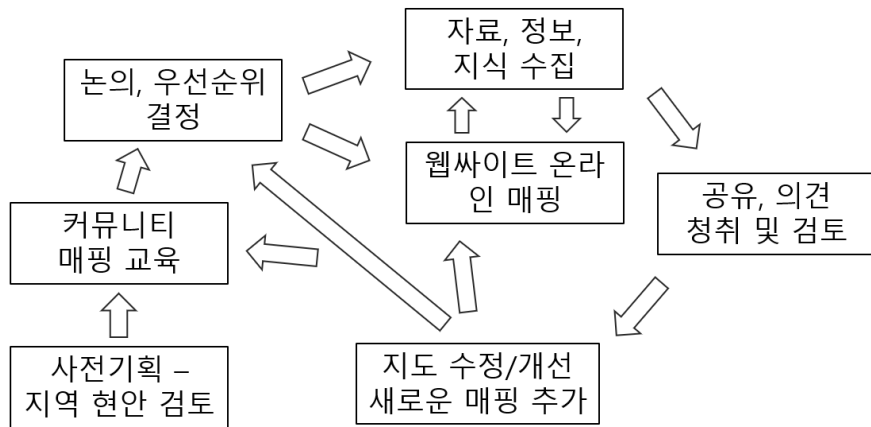 자료, 정보,
지식 수집
논의, 우선순위
결정
웹싸이트 온라
인 매핑
공유, 의견
청취 및 검토
커뮤니티
매핑 교육
사전기획 –
지역 현안 검토
지도 수정/개선
새로운 매핑 추가